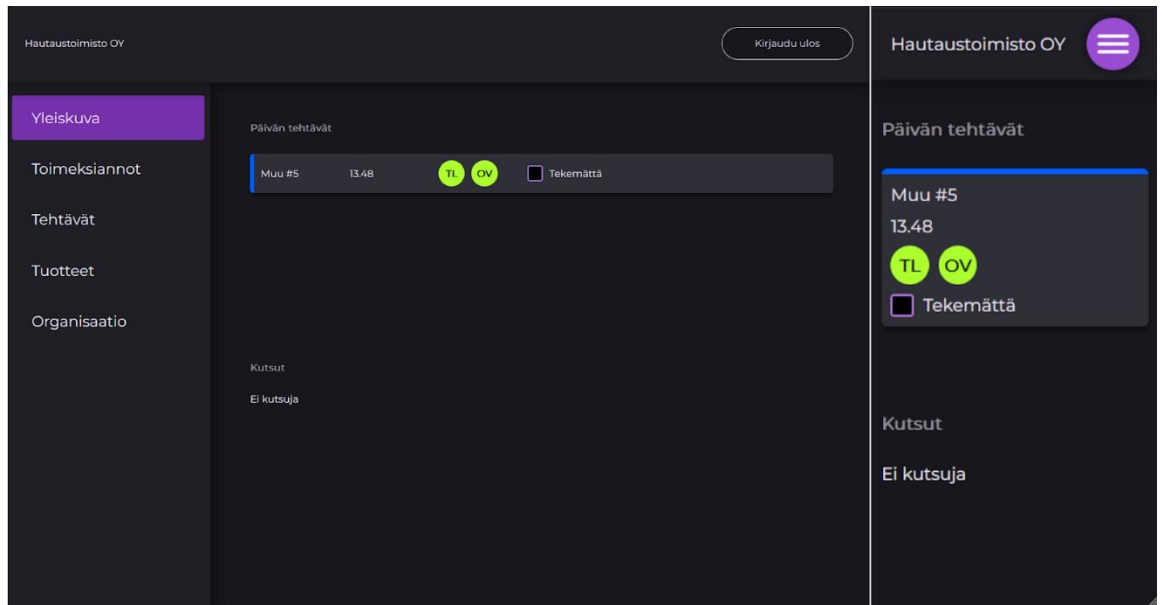 Hautaustoimisto OY
Kirjaudu ulos
Yleiskuva
Toimeksiannot
Tehtävät
Tuotteet
Organisaatio
Päivän tehtävät
Muu #5 13.48 TL OV Tekemättä
Kutsut
Ei kutsuja
Hautaustoimisto OY
Päivän tehtävät
Muu #5
13.48
TL OV
Tekemättä
Kutsut
Ei kutsuja